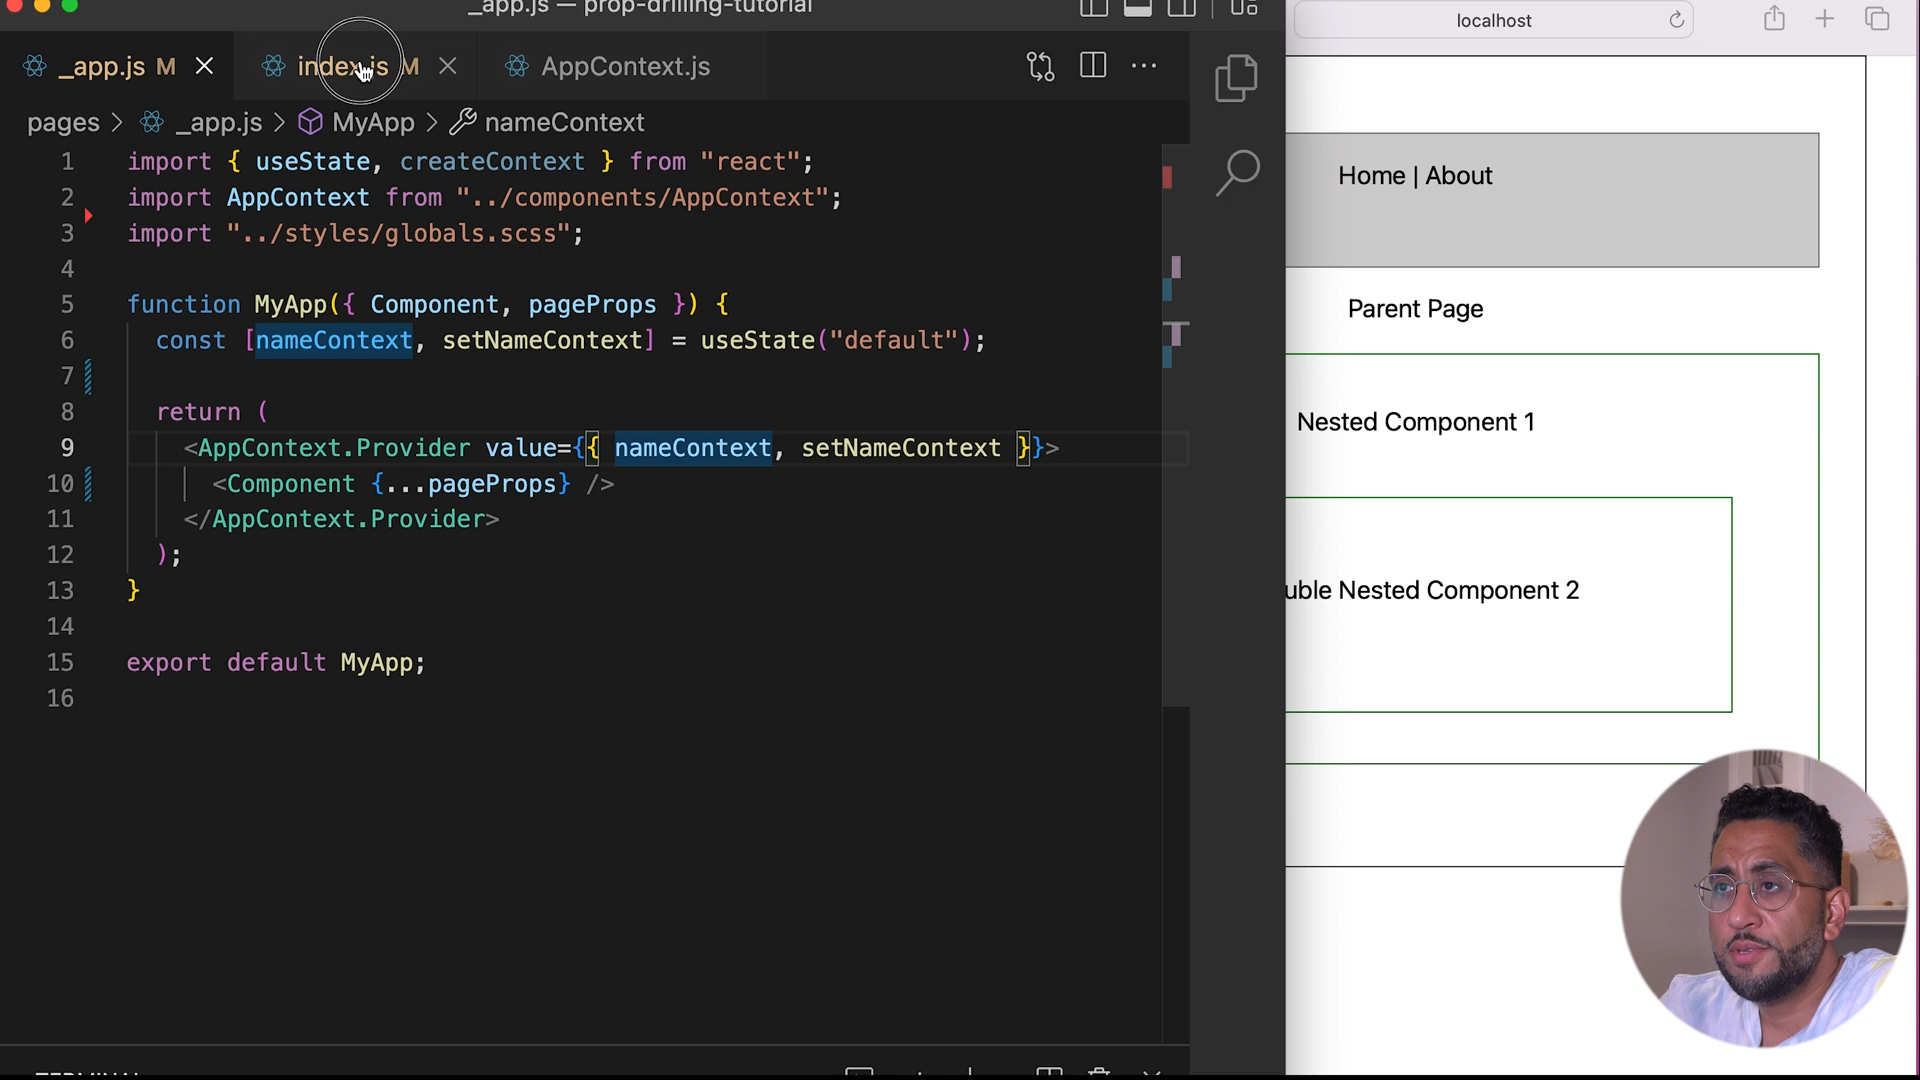 _app.js — prop-drilling-tutorial
_app.js M
index.js M
AppContext.js
pages > _app.js > MyApp > nameContext
1 import { useState, createContext } from "react";
2 import AppContext from "../components/AppContext";
3 import "../styles/globals.scss";
4
5 function MyApp({ Component, pageProps }) {
6 const [nameContext, setNameContext] = useState("default");
7
8 return (
9 <AppContext.Provider value={{ nameContext, setNameContext }}>
10 <Component {...pageProps} />
11 </AppContext.Provider>
12 );
13 }
14
15 export default MyApp;
16
TERMINAL
localhost
Home | About
Parent Page
Nested Component 1
uble Nested Component 2